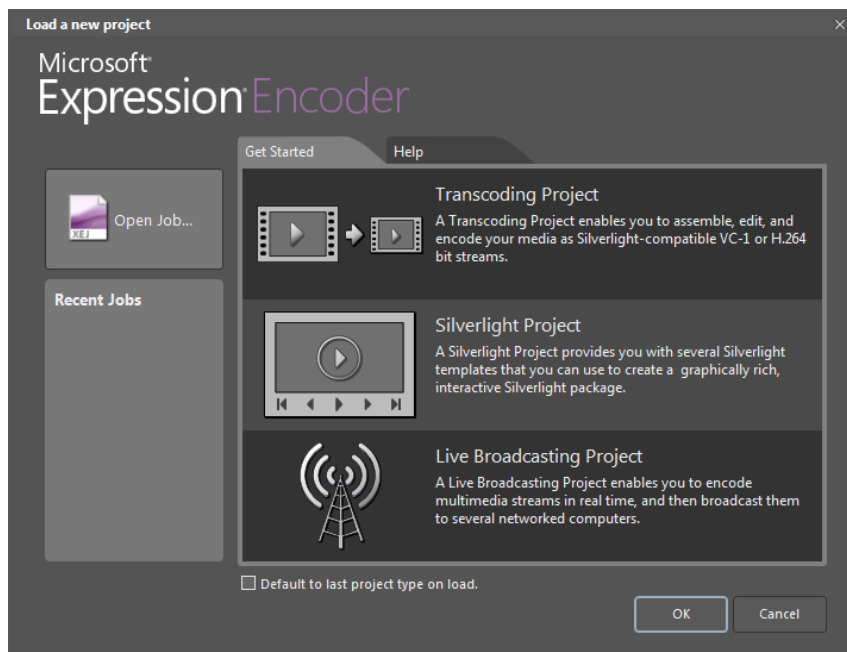 Load a new project
Microsoft
Expression Encoder
Get Started
Help
XEJ
Open Job...
Recent Jobs
Transcoding Project
A Transcoding Project enables you to assemble, edit, and
encode your media as Silverlight-compatible VC-1 or H.264
bit streams.
Silverlight Project
A Silverlight Project provides you with several Silverlight
templates that you can use to create a graphically rich,
interactive Silverlight package.
Live Broadcasting Project
A Live Broadcasting Project enables you to encode
multimedia streams in real time, and then broadcast them
to several networked computers.
Default to last project type on load.
OK
Cancel